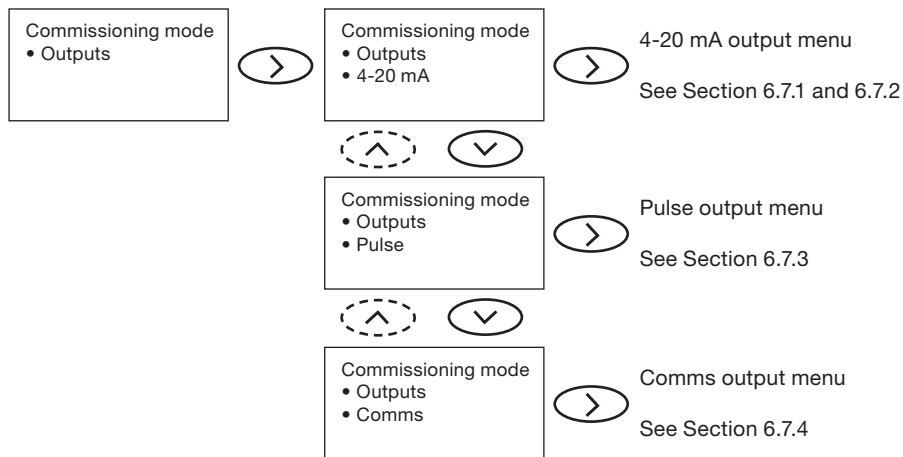 Commissioning mode
• Outputs
Commissioning mode
• Outputs
• 4-20 mA
4-20 mA output menu
See Section 6.7.1 and 6.7.2
Commissioning mode
• Outputs
• Pulse
Pulse output menu
See Section 6.7.3
Commissioning mode
• Outputs
• Comms
Comms output menu
See Section 6.7.4